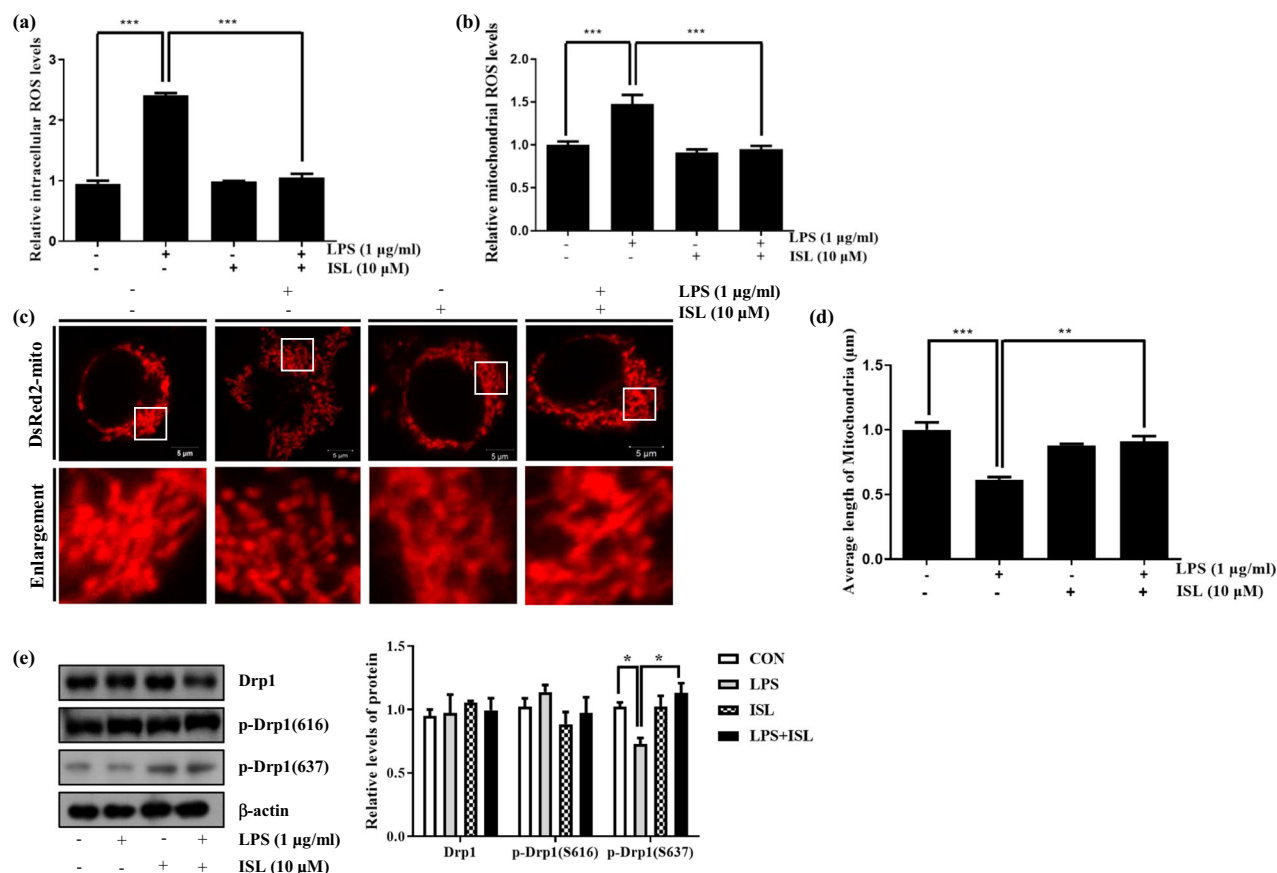 (a)
***
***
Relative intracellular ROS levels
3
2
1
0
- + - + LPS (1 µg/ml)
- - + + ISL (10 µM)
(b)
***
***
Relative mitochondrial ROS levels
2.0
1.5
1.0
0.5
0.0
- + - + LPS (1 µg/ml)
- - + + ISL (10 µM)
(c)
- + - + LPS (1 µg/ml)
- - + + ISL (10 µM)
DsRed2-mito
5 µm
5 µm
5 µm
5 µm
Enlargement
(d)
***
**
Average length of Mitochondria (µm)
1.5
1.0
0.5
0.0
- + - + LPS (1 µg/ml)
- - + + ISL (10 µM)
(e)
Drp1
p-Drp1(616)
p-Drp1(637)
β-actin
- + - + LPS (1 µg/ml)
- - + + ISL (10 µM)
Relative levels of protein
1.5
1.0
0.5
0.0
*
*
Drp1 p-Drp1(S616) p-Drp1(S637)
CON
LPS
ISL
LPS+ISL